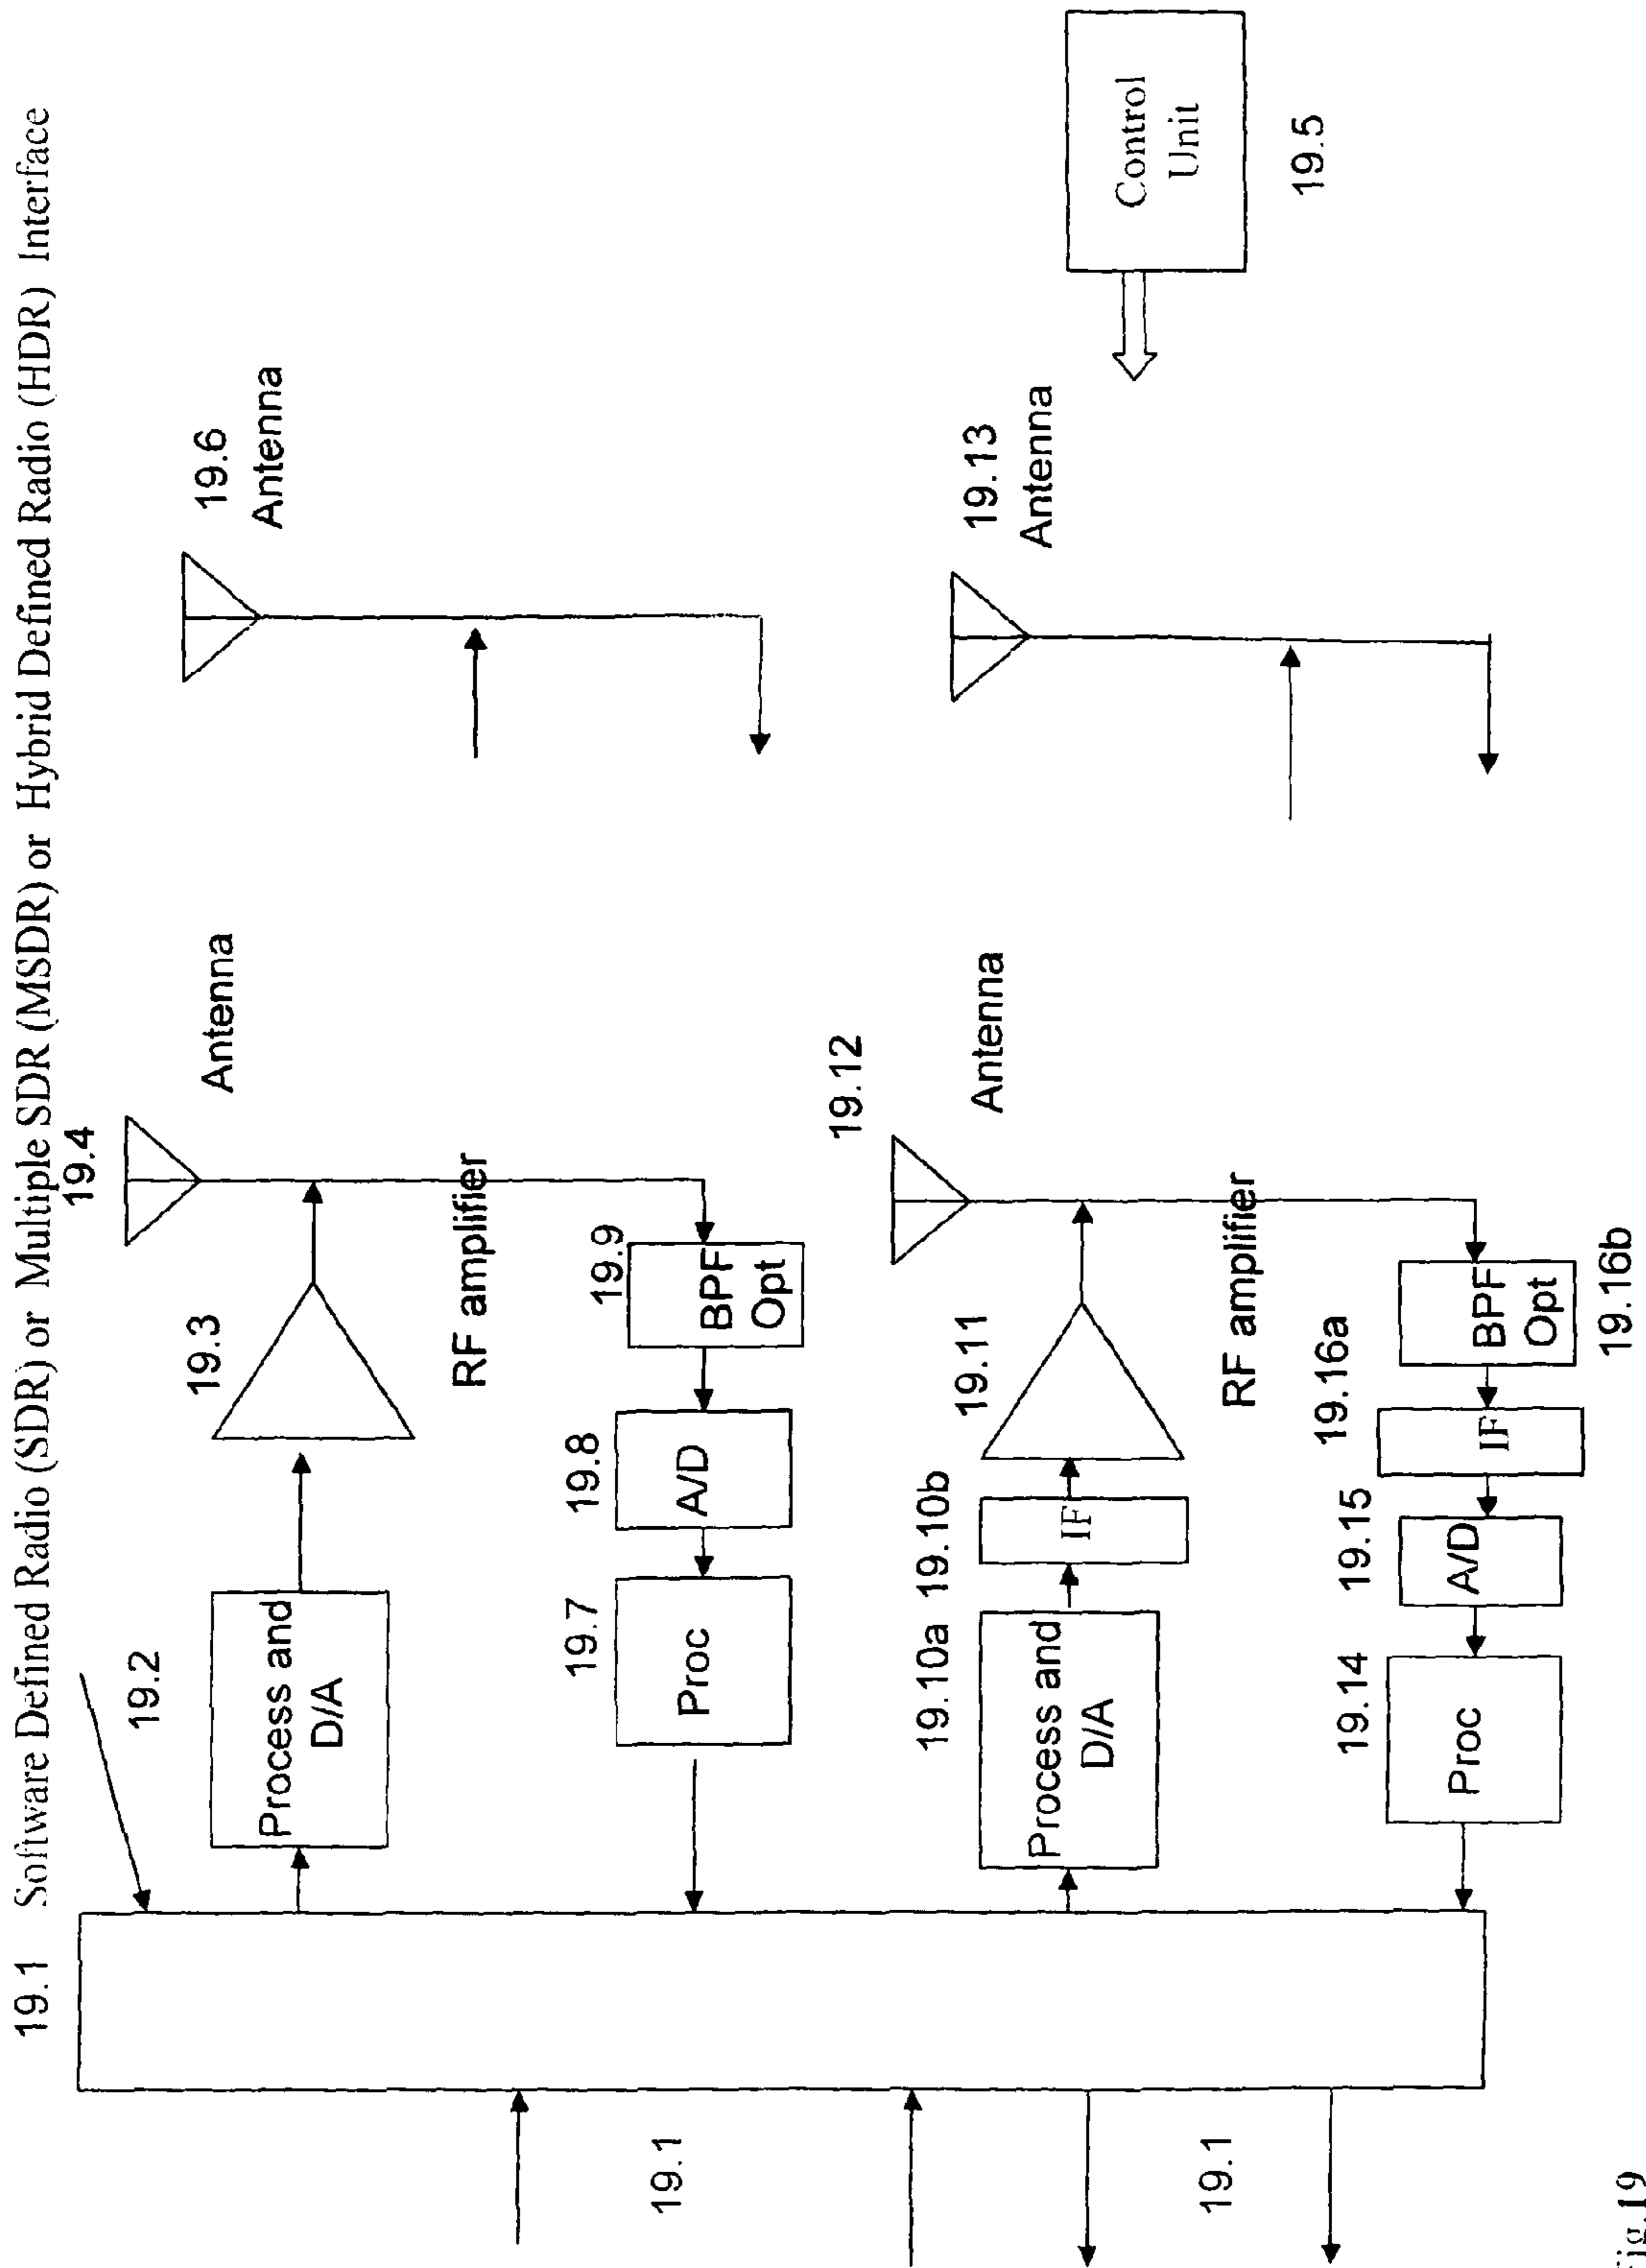 19.1 Software Defined Radio (SDR) or Multiple SDR (MSDR) or Hybrid Defined Radio (HDR) Interface
19.4
Antenna
19.6
Antenna
19.2
Process and
D/A
19.3
RF amplifier
19.7
Proc
19.8
A/D
19.9
BPF
Opt
19.12
Antenna
19.13
Antenna
Control
Unit
19.5
19.10a
Process and
D/A
19.10b
IF
19.11
RF amplifier
19.14
Proc
19.15
A/D
19.16a
IF
BPF
Opt
19.16b
19.1
19.1
Fig.19